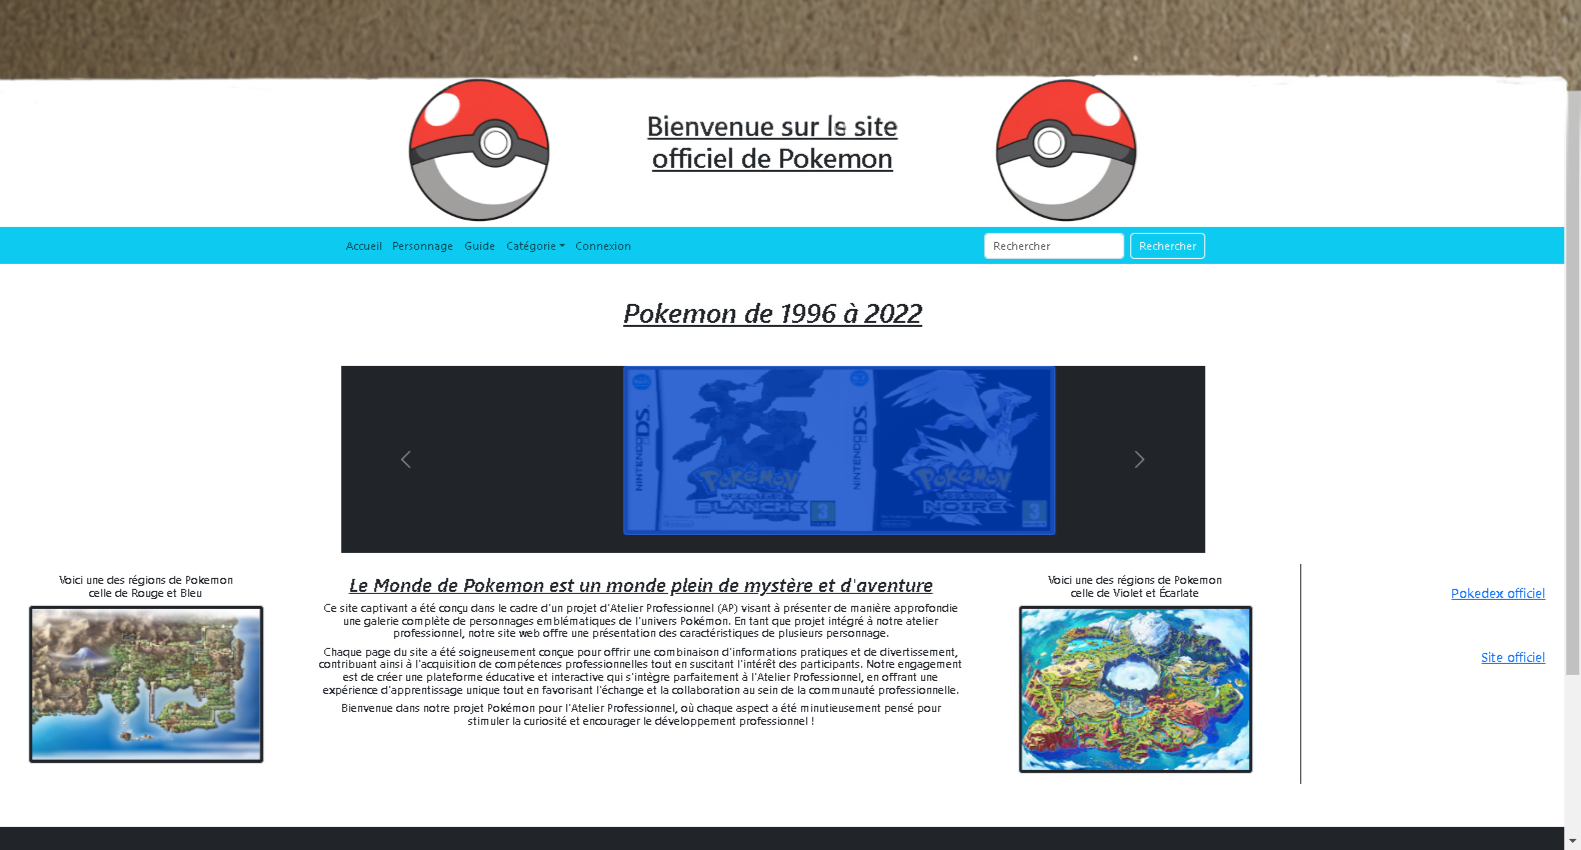 Bienvenue sur le site
officiel de Pokemon
Accueil Personnage Guide Catégorie Connexion Rechercher Rechercher
Pokemon de 1996 à 2022
NINTENDO DS
POKéMON
VERSION
BLANCHE
3
NINTENDO DS
POKéMON
VERSION
NOIRE
3
Voici une des régions de Pokemon
celle de Rouge et Bleu
Le Monde de Pokemon est un monde plein de mystère et d'aventure
Ce site captivant a été conçu dans le cadre d'un projet d'Atelier Professionnel (AP) visant à présenter de manière approfondie
une galerie complète de personnages emblématiques de l'univers Pokémon. En tant que projet intégré à notre atelier
professionnel, notre site web offre une présentation des caractéristiques de plusieurs personnage.
Chaque page du site a été soigneusement conçue pour offrir une combinaison d'informations pratiques et de divertissement,
contribuant ainsi à l'acquisition de compétences professionnelles tout en suscitant l'intérêt des participants. Notre engagement
est de créer une plateforme éducative et interactive qui s'intègre parfaitement à l'Atelier Professionnel, en offrant une
expérience d'apprentissage unique tout en favorisant l'échange et la collaboration au sein de la communauté professionnelle.
Bienvenue dans notre projet Pokémon pour l'Atelier Professionnel, où chaque aspect a été minutieusement pensé pour
stimuler la curiosité et encourager le développement professionnel !
Voici une des régions de Pokemon
celle de Violet et Écarlate
Pokedex officiel
Site officiel